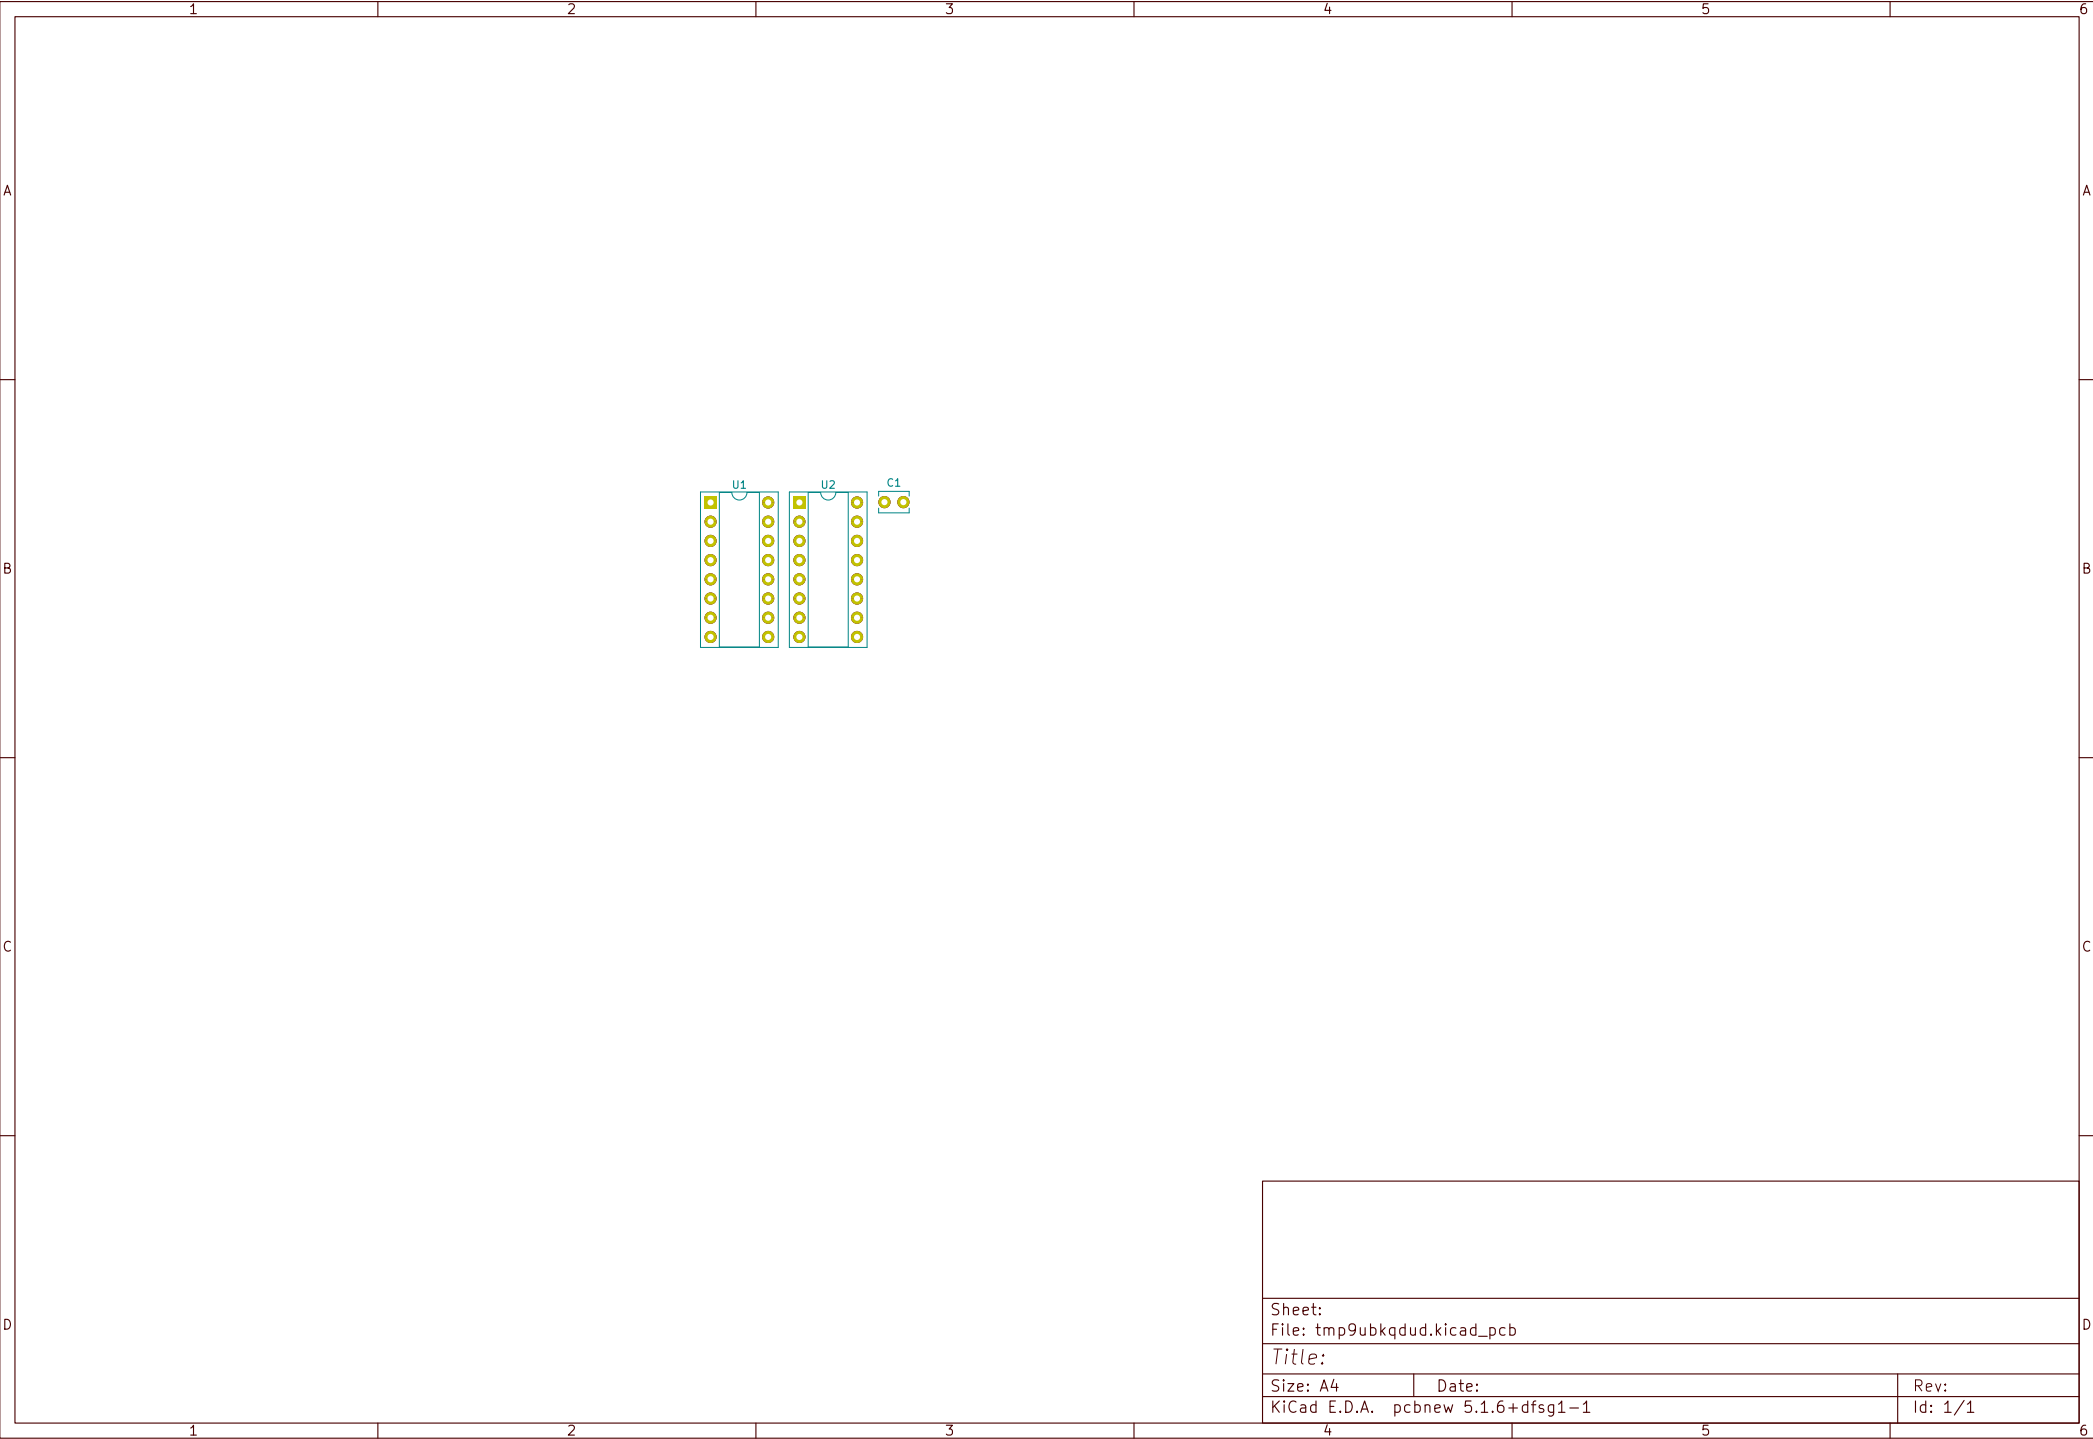 1 2 3 4 5 6
A A
U1 U2 C1
B B
C C
Sheet:
File: tmp9ubkqdud.kicad_pcb
D D
Title:
Size: A4 Date: Rev:
KiCad E.D.A. pcbnew 5.1.6+dfsg1-1 Id: 1/1
1 2 3 4 5 6